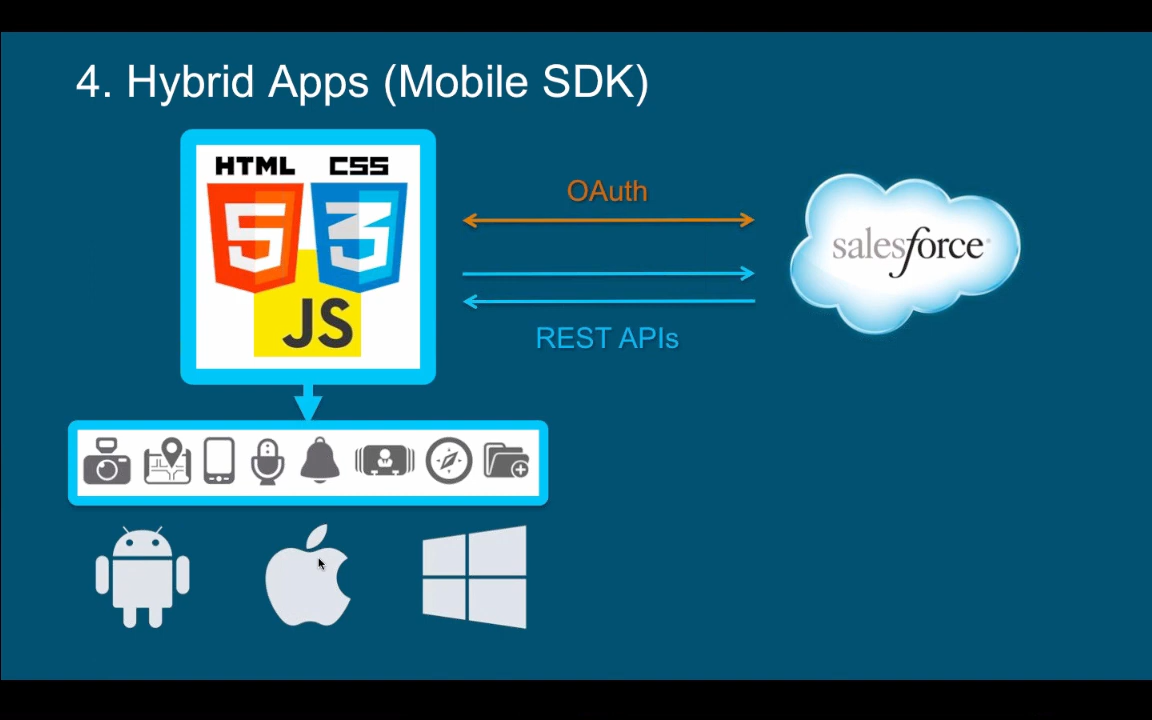 4. Hybrid Apps (Mobile SDK)
HTML CSS
5 3
JS
OAuth
salesforce
REST APIs